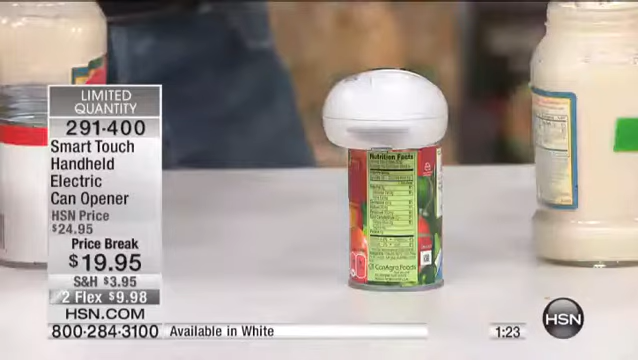 LIMITED
QUANTITY
291-400
Smart Touch
Handheld
Electric
Can Opener
HSN Price
$24.95
Price Break
$19.95
S&H $3.95
2 Flex $9.98
HSN.COM
800-284-3100 Available in White
1:23
HSN
Nutrition Facts
ConAgra Foods